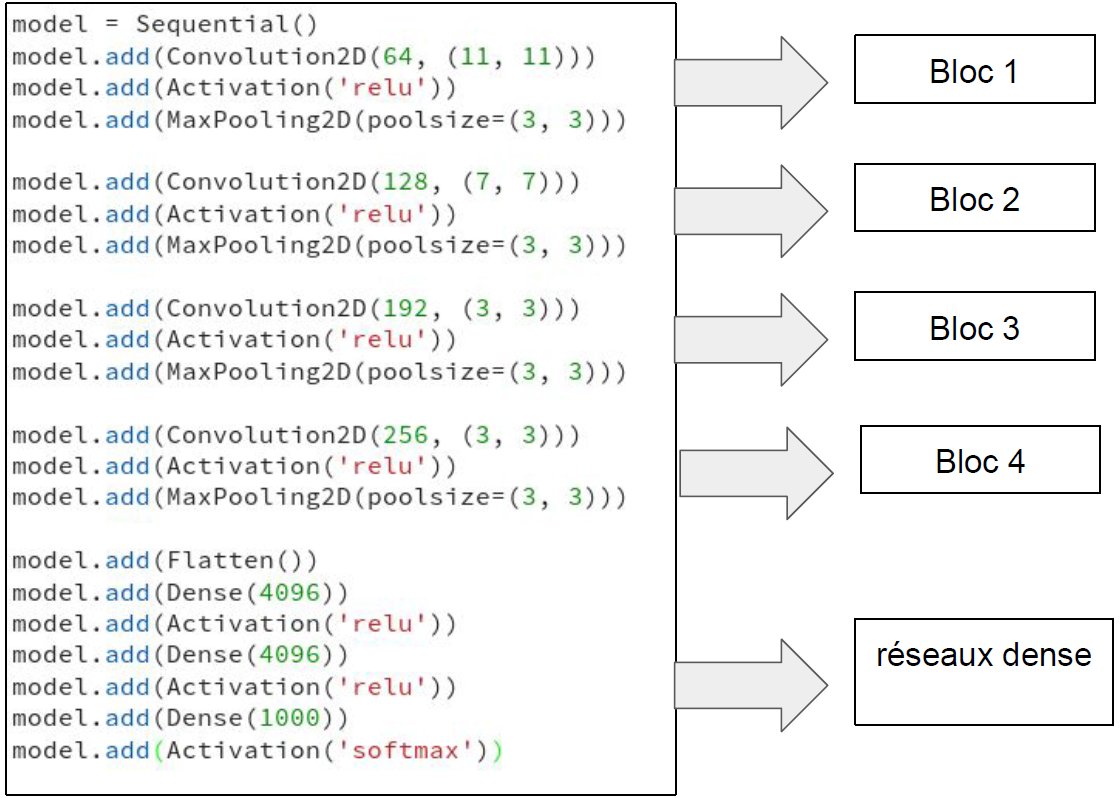 model = Sequential()
model.add(Convolution2D(64, (11, 11)))
model.add(Activation('relu'))
model.add(MaxPooling2D(poolsize=(3, 3)))
Bloc 1
model.add(Convolution2D(128, (7, 7)))
model.add(Activation('relu'))
model.add(MaxPooling2D(poolsize=(3, 3)))
Bloc 2
model.add(Convolution2D(192, (3, 3)))
model.add(Activation('relu'))
model.add(MaxPooling2D(poolsize=(3, 3)))
Bloc 3
model.add(Convolution2D(256, (3, 3)))
model.add(Activation('relu'))
model.add(MaxPooling2D(poolsize=(3, 3)))
Bloc 4
model.add(Flatten())
model.add(Dense(4096))
model.add(Activation('relu'))
model.add(Dense(4096))
model.add(Activation('relu'))
model.add(Dense(1000))
model.add(Activation('softmax'))
réseaux dense